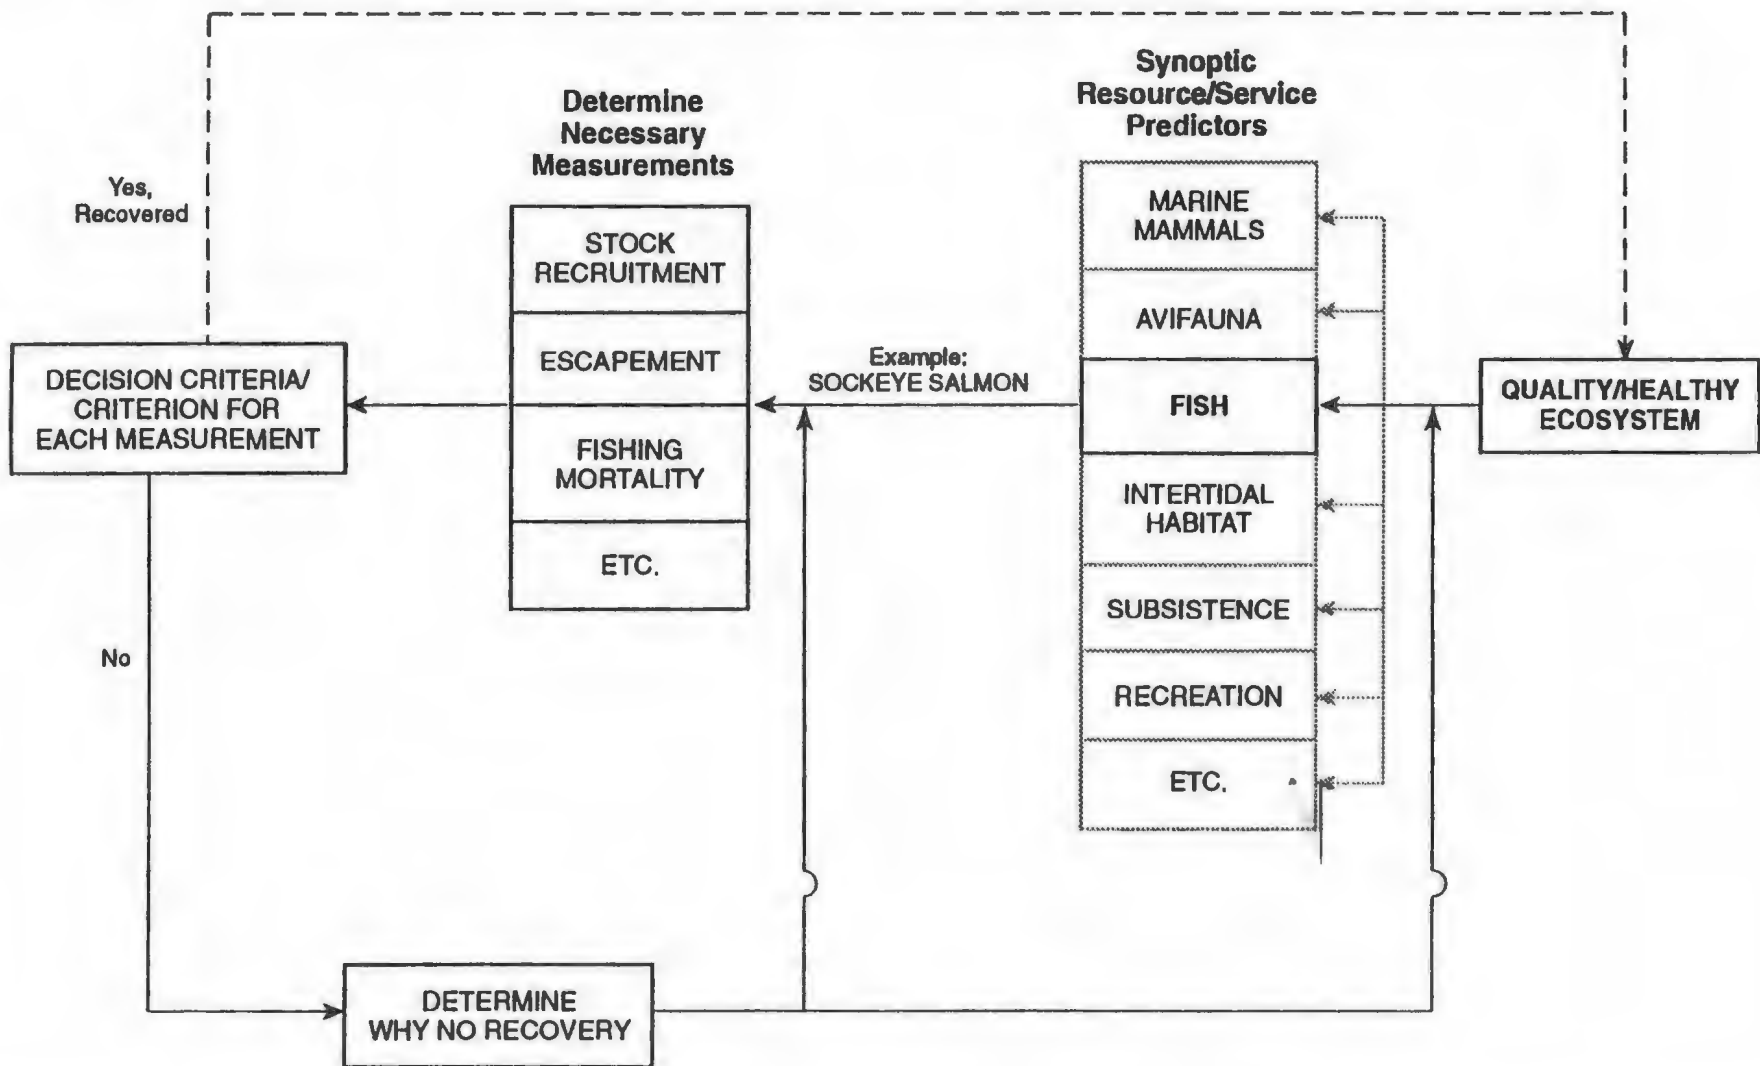 Synoptic
Resource/Service
Predictors
Determine
Necessary
Measurements
Yes,
Recovered
MARINE
MAMMALS
STOCK
RECRUITMENT
AVIFAUNA
ESCAPEMENT
Example:
SOCKEYE SALMON
DECISION CRITERIA/
CRITERION FOR
EACH MEASUREMENT
FISH
QUALITY/HEALTHY
ECOSYSTEM
FISHING
MORTALITY
INTERTIDAL
HABITAT
ETC.
SUBSISTENCE
No
RECREATION
ETC.
DETERMINE
WHY NO RECOVERY